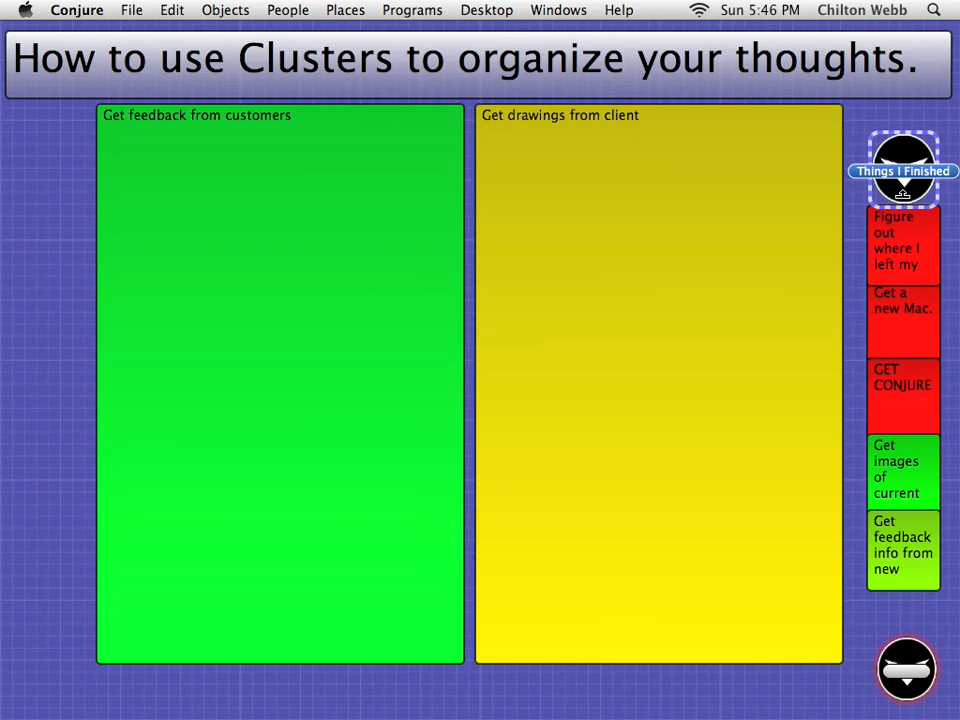 Conjure File Edit Objects People Places Programs Desktop Windows Help Sun 5:46 PM Chilton Webb
How to use Clusters to organize your thoughts.
Get feedback from customers
Get drawings from client
Things I Finished
Figure
out
where I
left my
Get a
new Mac.
GET
CONJURE
Get
images
of
current
Get
feedback
info from
new